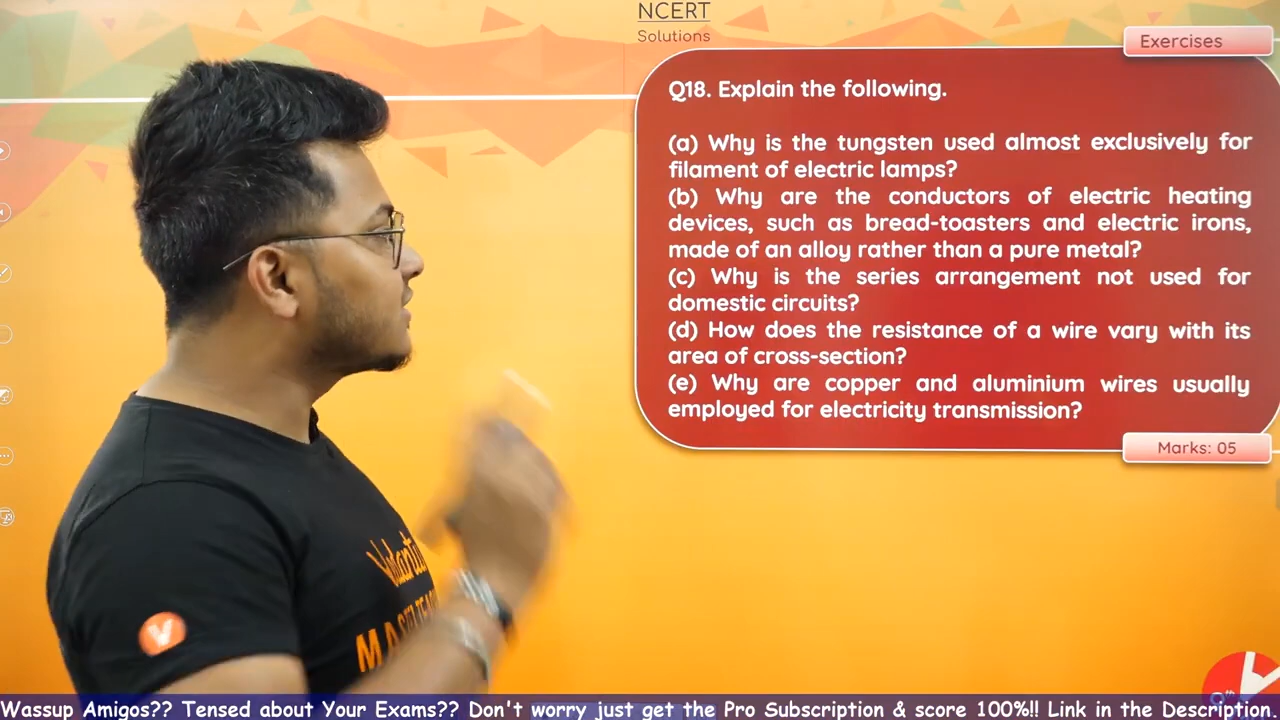 NCERT
Solutions
Exercises
Q18. Explain the following.
(a) Why is the tungsten used almost exclusively for
filament of electric lamps?
(b) Why are the conductors of electric heating
devices, such as bread-toasters and electric irons,
made of an alloy rather than a pure metal?
(c) Why is the series arrangement not used for
domestic circuits?
(d) How does the resistance of a wire vary with its
area of cross-section?
(e) Why are copper and aluminium wires usually
employed for electricity transmission?
Marks: 05
Wassup Amigos?? Tensed about Your Exams?? Don't worry just get the Pro Subscription & score 100%!! Link in the Description